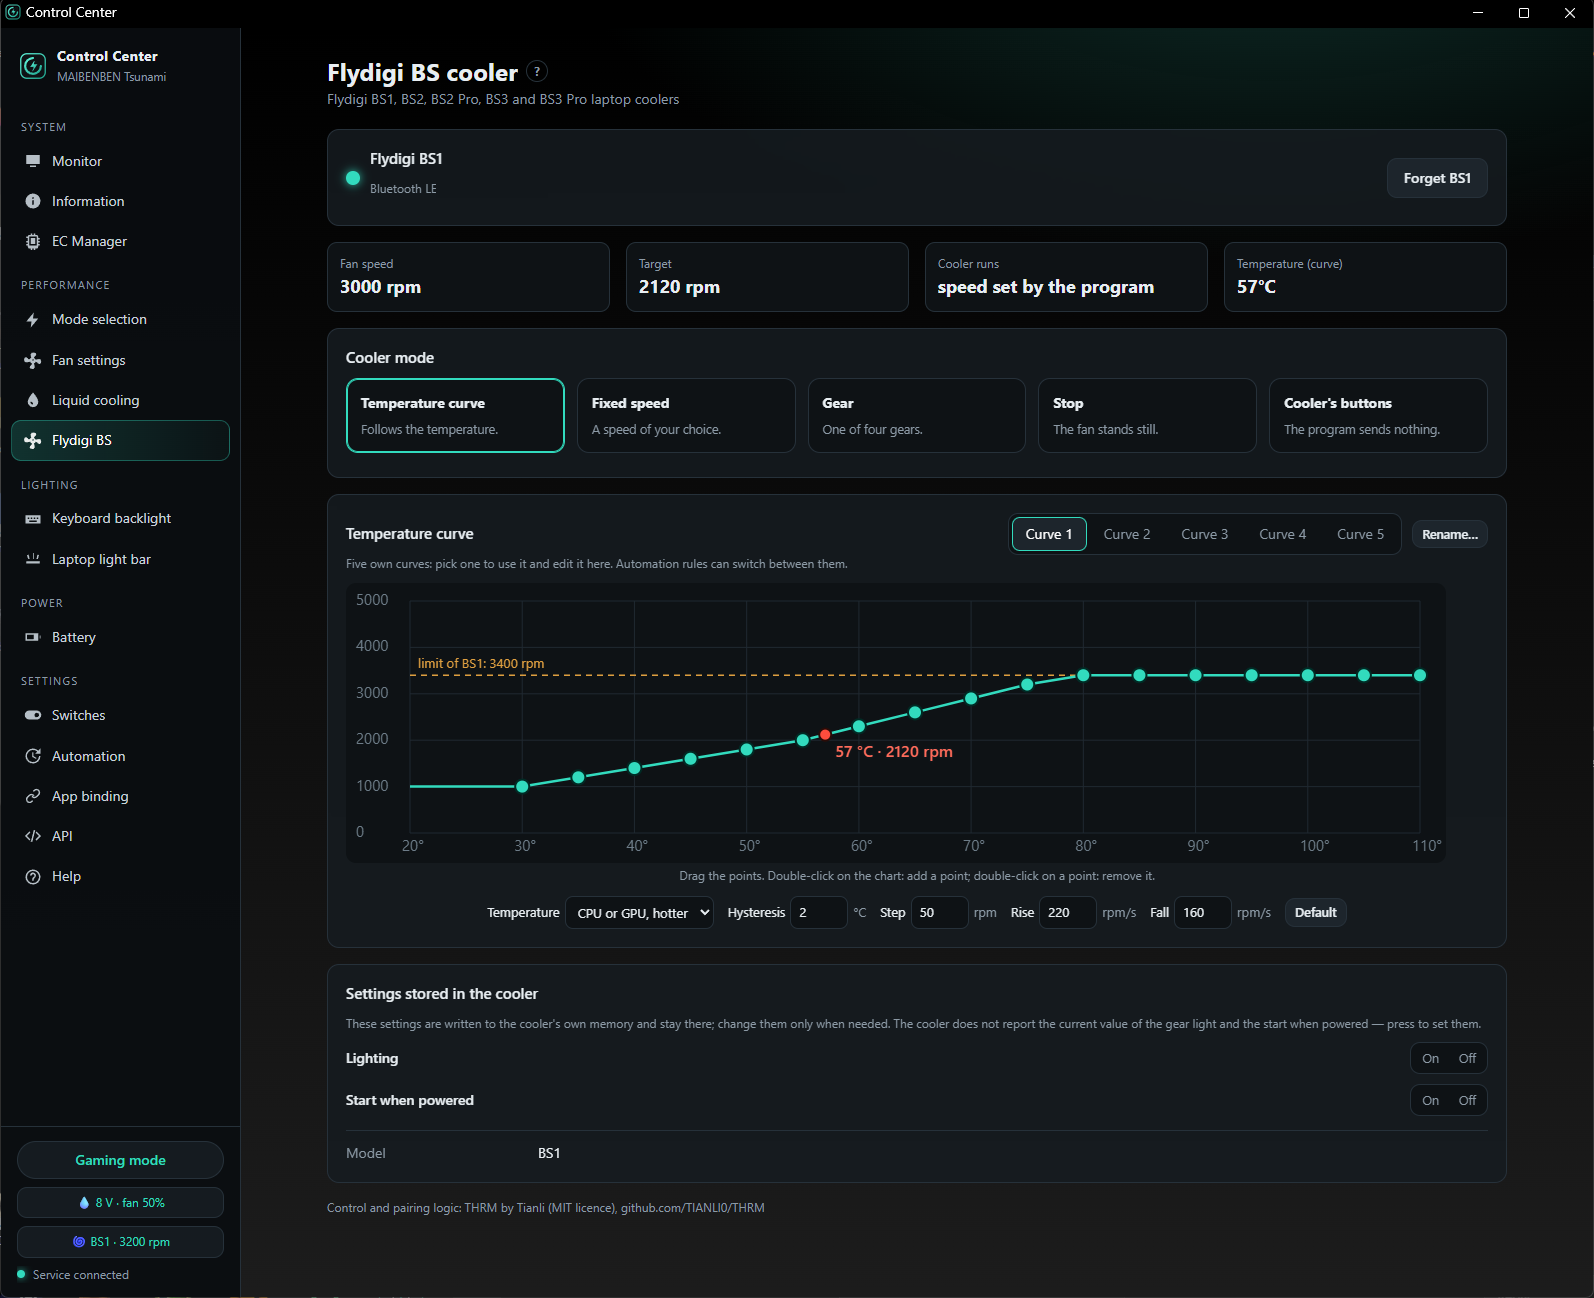 Control Center
Control Center
MAIBENBEN Tsunami
SYSTEM
Monitor
Information
EC Manager
PERFORMANCE
Mode selection
Fan settings
Liquid cooling
Flydigi BS
LIGHTING
Keyboard backlight
Laptop light bar
POWER
Battery
SETTINGS
Switches
Automation
App binding
API
Help
Gaming mode
8 V · fan 50%
BS1 · 3200 rpm
Service connected
Flydigi BS cooler ?
Flydigi BS1, BS2, BS2 Pro, BS3 and BS3 Pro laptop coolers
Flydigi BS1
Bluetooth LE
Forget BS1
Fan speed
3000 rpm
Target
2120 rpm
Cooler runs
speed set by the program
Temperature (curve)
57°C
Cooler mode
Temperature curve
Follows the temperature.
Fixed speed
A speed of your choice.
Gear
One of four gears.
Stop
The fan stands still.
Cooler's buttons
The program sends nothing.
Temperature curve
Curve 1 Curve 2 Curve 3 Curve 4 Curve 5 Rename...
Five own curves: pick one to use it and edit it here. Automation rules can switch between them.
5000
4000
limit of BS1: 3400 rpm
3000
2000
57 °C · 2120 rpm
1000
0
20° 30° 40° 50° 60° 70° 80° 90° 100° 110°
Drag the points. Double-click on the chart: add a point; double-click on a point: remove it.
Temperature CPU or GPU, hotter Hysteresis 2 °C Step 50 rpm Rise 220 rpm/s Fall 160 rpm/s Default
Settings stored in the cooler
These settings are written to the cooler's own memory and stay there; change them only when needed. The cooler does not report the current value of the gear light and the start when powered — press to set them.
Lighting On Off
Start when powered On Off
Model BS1
Control and pairing logic: THRM by Tianli (MIT licence), github.com/TIANLI0/THRM